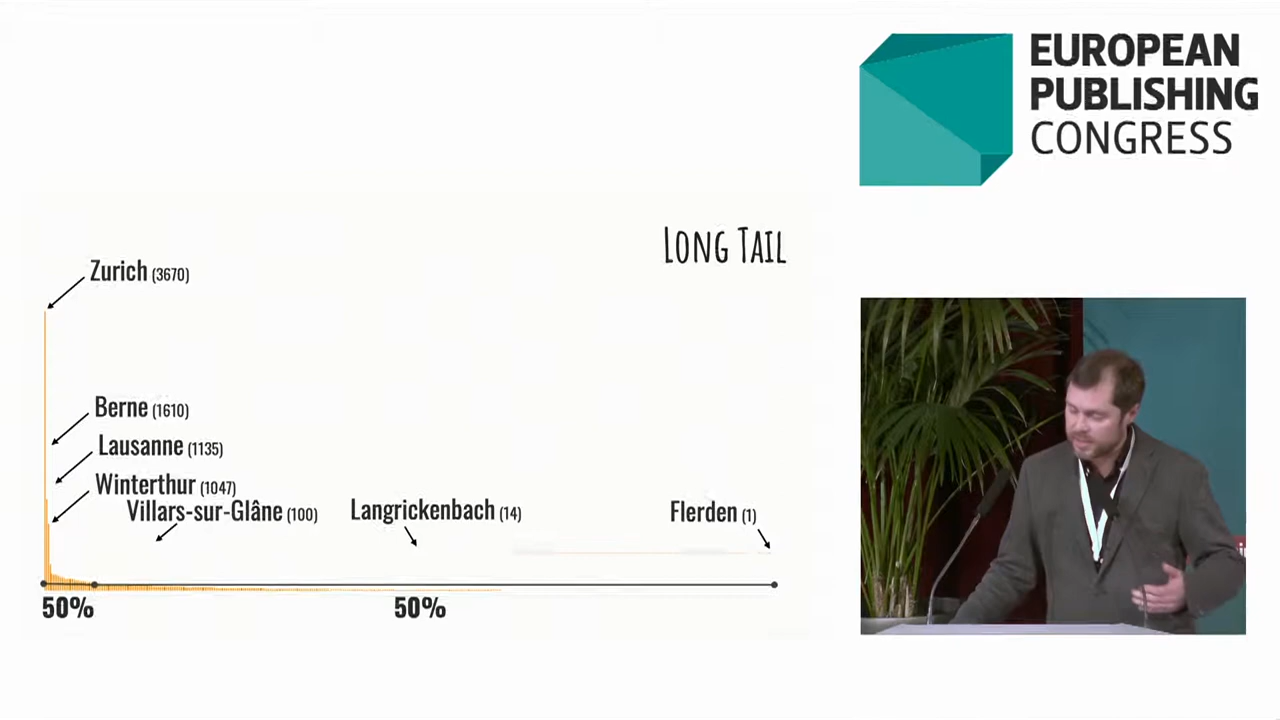 EUROPEAN
PUBLISHING
CONGRESS
LONG TAIL
Zurich (3670)
Berne (1610)
Lausanne (1135)
Winterthur (1047)
Villars-sur-Glâne (100)
Langrickenbach (14)
Flerden (1)
50%
50%